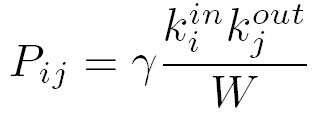 P_{ij} = \gamma \frac{k_i^{in} k_j^{out}}{W}